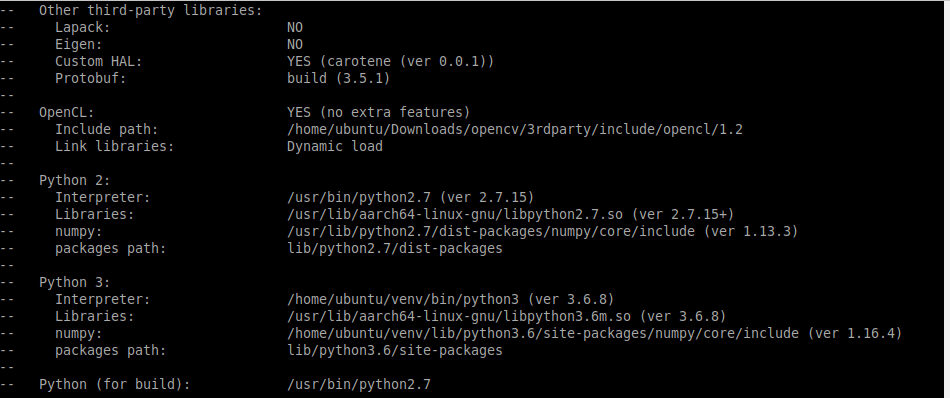 --   Other third-party libraries:
--     Lapack:                      NO
--     Eigen:                       NO
--     Custom HAL:                  YES (carotene (ver 0.0.1))
--     Protobuf:                    build (3.5.1)
--
--   OpenCL:                        YES (no extra features)
--     Include path:                /home/ubuntu/Downloads/opencv/3rdparty/include/opencl/1.2
--     Link libraries:              Dynamic load
--
--   Python 2:
--     Interpreter:                 /usr/bin/python2.7 (ver 2.7.15)
--     Libraries:                   /usr/lib/aarch64-linux-gnu/libpython2.7.so (ver 2.7.15+)
--     numpy:                       /usr/lib/python2.7/dist-packages/numpy/core/include (ver 1.13.3)
--     packages path:               lib/python2.7/dist-packages
--
--   Python 3:
--     Interpreter:                 /home/ubuntu/venv/bin/python3 (ver 3.6.8)
--     Libraries:                   /usr/lib/aarch64-linux-gnu/libpython3.6m.so (ver 3.6.8)
--     numpy:                       /home/ubuntu/venv/lib/python3.6/site-packages/numpy/core/include (ver 1.16.4)
--     packages path:               lib/python3.6/site-packages
--
--   Python (for build):            /usr/bin/python2.7